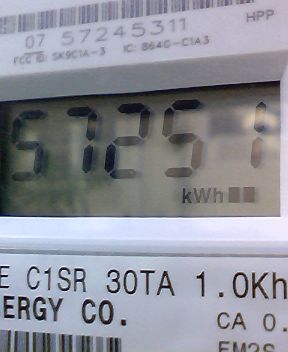 HPP
07 57245311
FCC ID: SK9C1A-3 IC: 864G-C1A3
57251
kWh
E C1SR 30TA 1.0Kh
ERGY CO.
CA 0.
FM2S